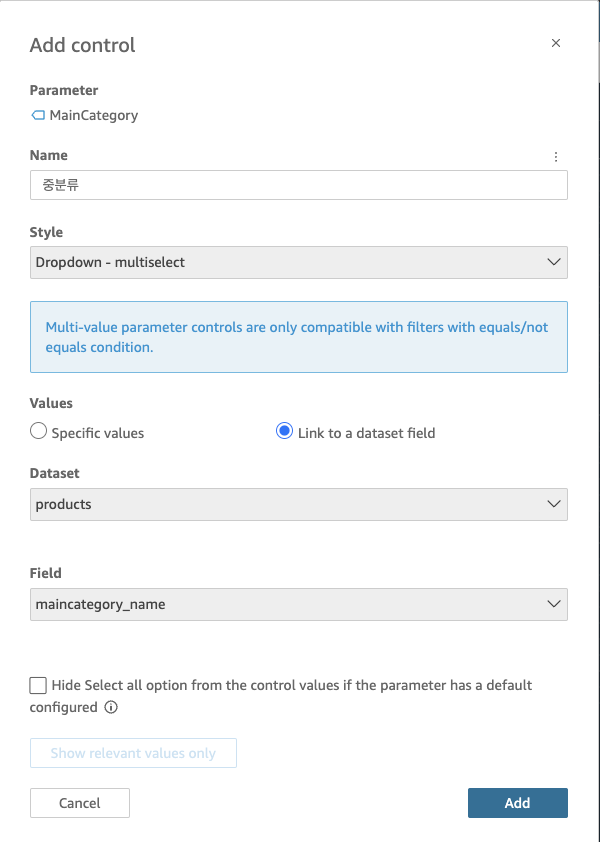 Add control
Parameter
MainCategory
Name
중분류
Style
Dropdown - multiselect
Multi-value parameter controls are only compatible with filters with equals/not
equals condition.
Values
Specific values
Link to a dataset field
Dataset
products
Field
maincategory_name
Hide Select all option from the control values if the parameter has a default
configured
Show relevant values only
Cancel
Add